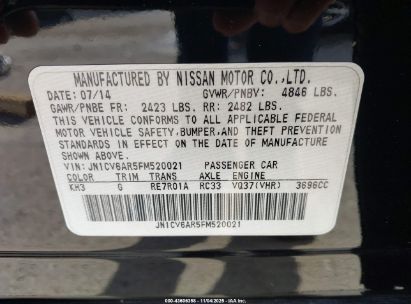 MANUFACTURED BY NISSAN MOTOR CO.,LTD.
DATE: 07/14 GVWR/PNBV: 4846 LBS.
GAWR/PNBE FR: 2423 LBS. RR: 2482 LBS.
THIS VEHICLE CONFORMS TO ALL APPLICABLE FEDERAL
MOTOR VEHICLE SAFETY, BUMPER, AND THEFT PREVENTION
STANDARDS IN EFFECT ON THE DATE OF MANUFACTURE
SHOWN ABOVE.
VIN: JN1CV6AR5FM520021 PASSENGER CAR
COLOR TRIM TRANS AXLE ENGINE
KH3 G RE7R01A RC33 VQ37(VHR) 3696CC
JN1CV6AR5FM520021